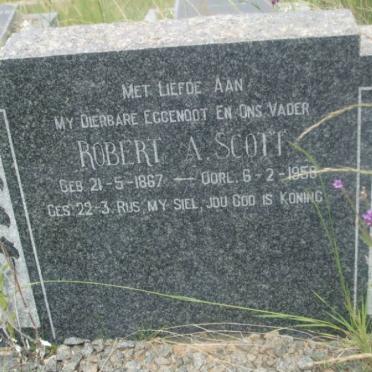 MET LIEFDE AAN
MY DIERBARE EGGENOOT EN ONS VADER
ROBERT A. SCOTT
GEB. 21-5-1867 — OORL. 6-2-1958
GES. 22-3. RUS, MY SIEL, JOU GOD IS KONING